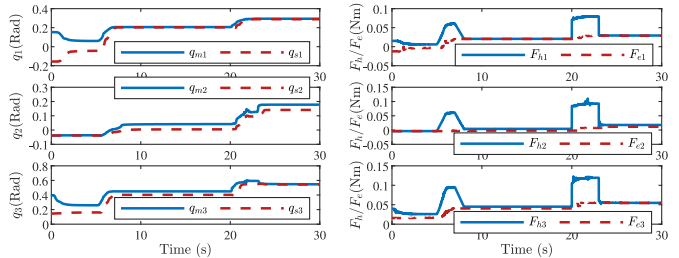 0.4
0.2
0
-0.2
q1(Rad)
0 10 20 30
qm1 qs1
0.3
0.2
0.1
0
-0.1
q2(Rad)
qm2 qs2
0 10 20 30
0.8
0.6
0.4
0.2
0
q3(Rad)
qm3 qs3
0 10 20 30
Time (s)
0.1
0.05
0
-0.05
Fh/Fe(Nm)
Fh1 Fe1
0 10 20 30
0.15
0.1
0.05
0
-0.05
Fh/Fe(Nm)
Fh2 Fe2
0 10 20 30
0.15
0.1
0.05
0
Fh/Fe(Nm)
Fh3 Fe3
0 10 20 30
Time (s)